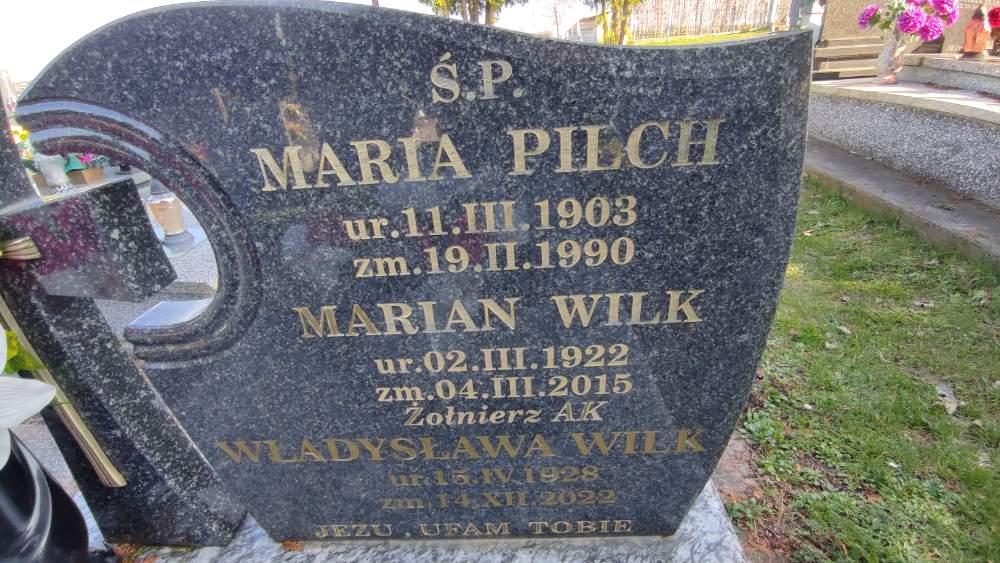 Ś.P.
MARIA PILCH
ur.11.III.1903
zm.19.II.1990
MARIAN WILK
ur.02.III.1922
zm.04.III.2015
Żołnierz AK
WŁADYSŁAWA WILK
ur.15.IV.1928
zm.14.XII.2022
JEZU, UFAM TOBIE